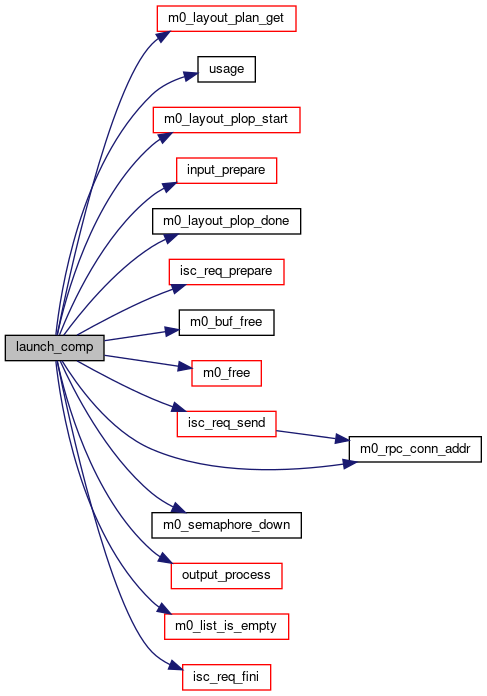 m0_layout_plan_get
usage
m0_layout_plop_start
input_prepare
m0_layout_plop_done
isc_req_prepare
m0_buf_free
launch_comp
m0_free
isc_req_send
m0_rpc_conn_addr
m0_semaphore_down
output_process
m0_list_is_empty
isc_req_fini